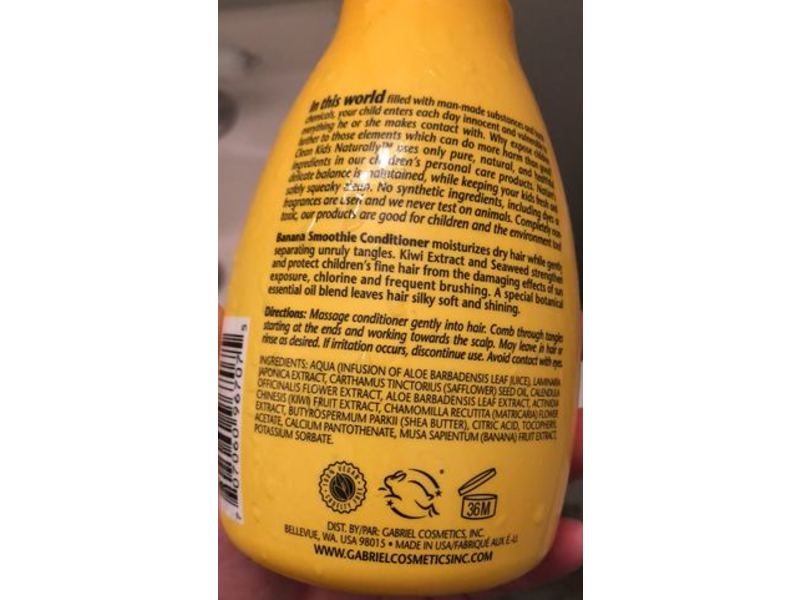 In this world filled with man-made substances and
chemicals, your child enters each day innocent and vulnerable
everything he or she makes contact with. Why expose children
further to those elements which can do more harm than
Clean Kids Naturally™ uses only pure, natural, and
ingredients in our children's personal care products.
delicate balance is maintained, while keeping your kids fresh and
safely squeaky clean. No synthetic ingredients, including dyes or
fragrances are used and we never test on animals. Completely non
toxic, our products are good for children and the environment too!
Banana Smoothie Conditioner moisturizes dry hair while gently
separating unruly tangles. Kiwi Extract and Seaweed strengthen
and protect children's fine hair from the damaging effects of sun
exposure, chlorine and frequent brushing. A special botanical
essential oil blend leaves hair silky soft and shining.
Directions: Massage conditioner gently into hair. Comb through tangles
starting at the ends and working towards the scalp. May leave in hair or
rinse as desired. If irritation occurs, discontinue use. Avoid contact with eyes.
INGREDIENTS: AQUA (INFUSION OF ALOE BARBADENSIS LEAF JUICE), LAMINARIA
JAPONICA EXTRACT, CARTHAMUS TINCTORIUS (SAFFLOWER) SEED OIL, CALENDULA
OFFICINALIS FLOWER EXTRACT, ALOE BARBADENSIS LEAF EXTRACT, ACTINIDIA
CHINESIS (KIWI) FRUIT EXTRACT, CHAMOMILLA RECUTITA (MATRICARIA) FLOWER
EXTRACT, BUTYROSPERMUM PARKII (SHEA BUTTER), CITRIC ACID, TOCOPHERYL
ACETATE, CALCIUM PANTOTHENATE, MUSA SAPIENTUM (BANANA) FRUIT EXTRACT,
POTASSIUM SORBATE.
7 07060 96707 5
100% VEGAN
CRUELTY FREE
36M
DIST. BY/PAR: GABRIEL COSMETICS, INC.
BELLEVUE, WA. USA 98015 • MADE IN USA/FABRIQUÉ AUX É-U.
WWW.GABRIELCOSMETICSINC.COM